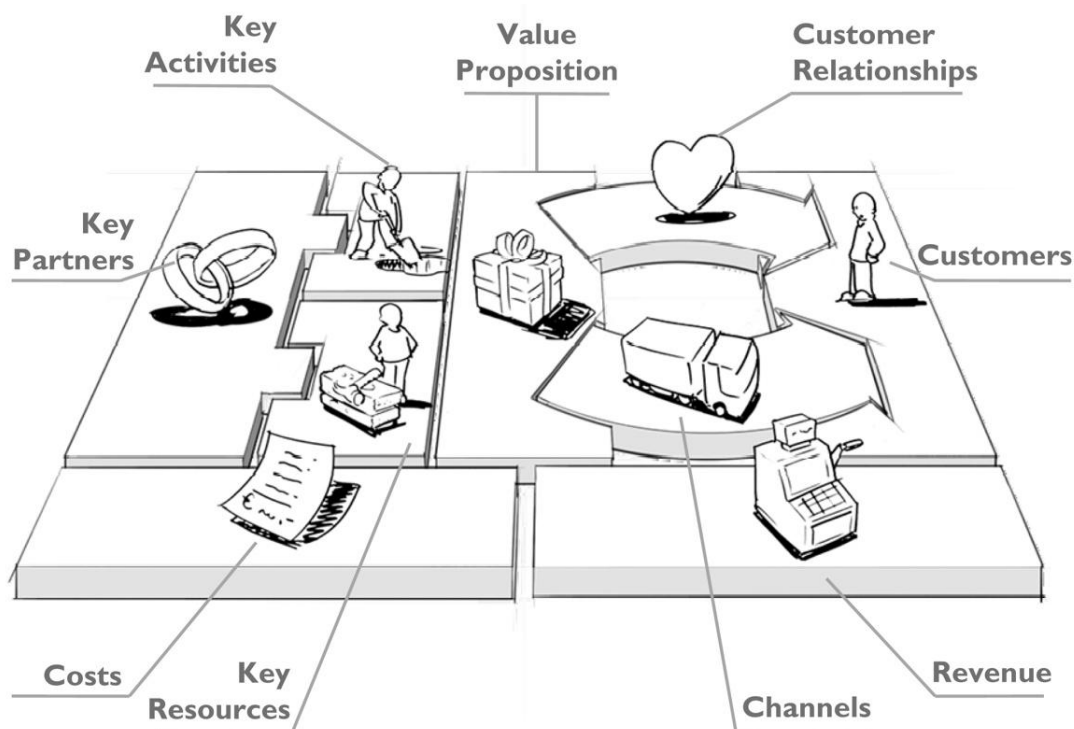 Key
Activities
Value
Proposition
Customer
Relationships
Key
Partners
Customers
Costs
Key
Resources
Channels
Revenue